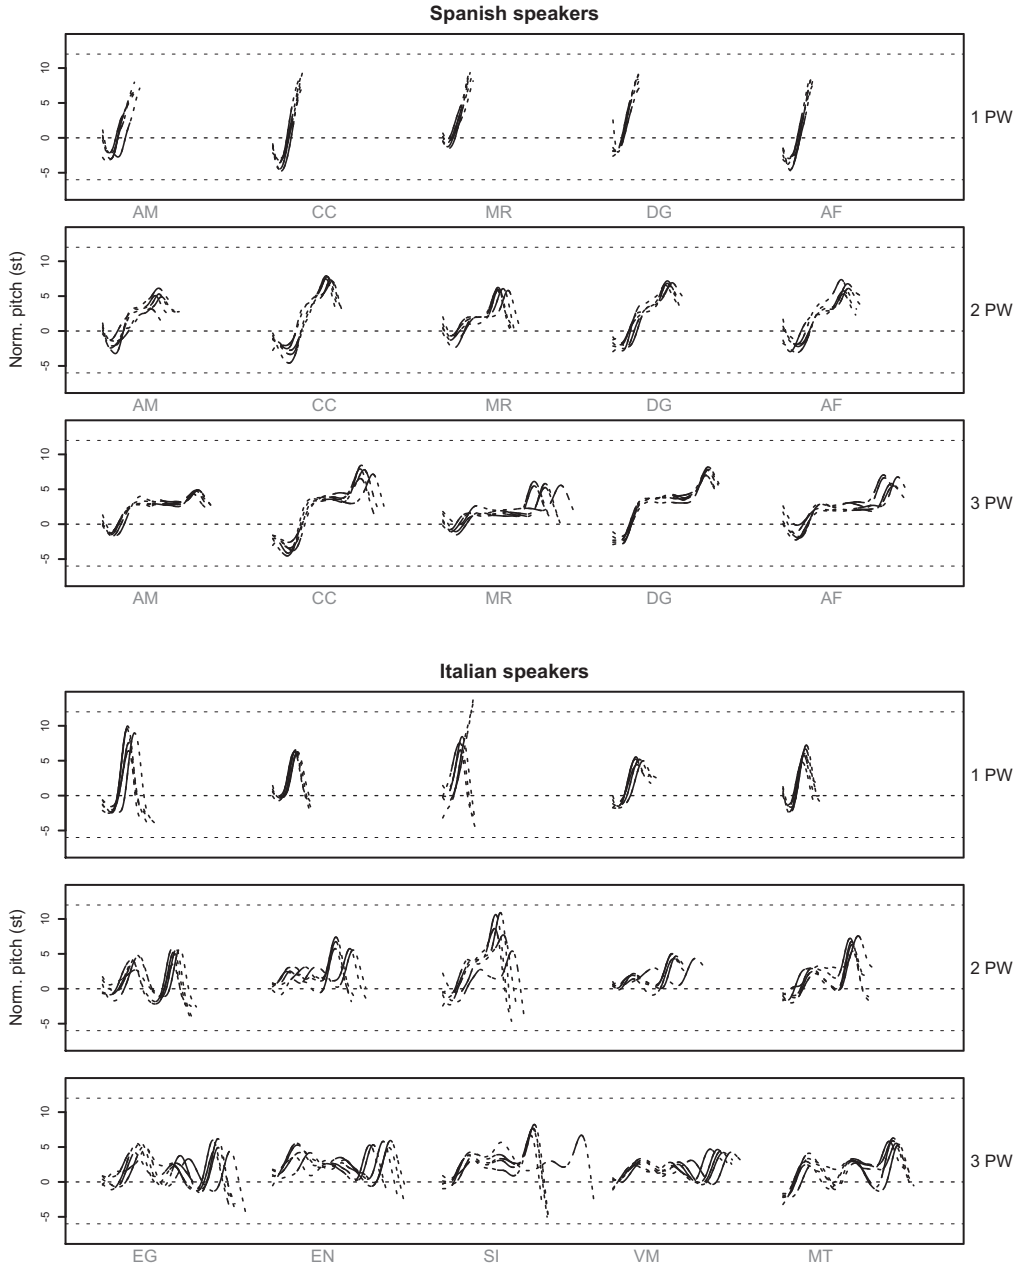 Spanish speakers
10
5
0
-5
1 PW
AM CC MR DG AF
Norm. pitch (st)
10
5
0
-5
2 PW
AM CC MR DG AF
10
5
0
-5
3 PW
AM CC MR DG AF
Italian speakers
10
5
0
-5
1 PW
Norm. pitch (st)
10
5
0
-5
2 PW
10
5
0
-5
3 PW
EG EN SI VM MT